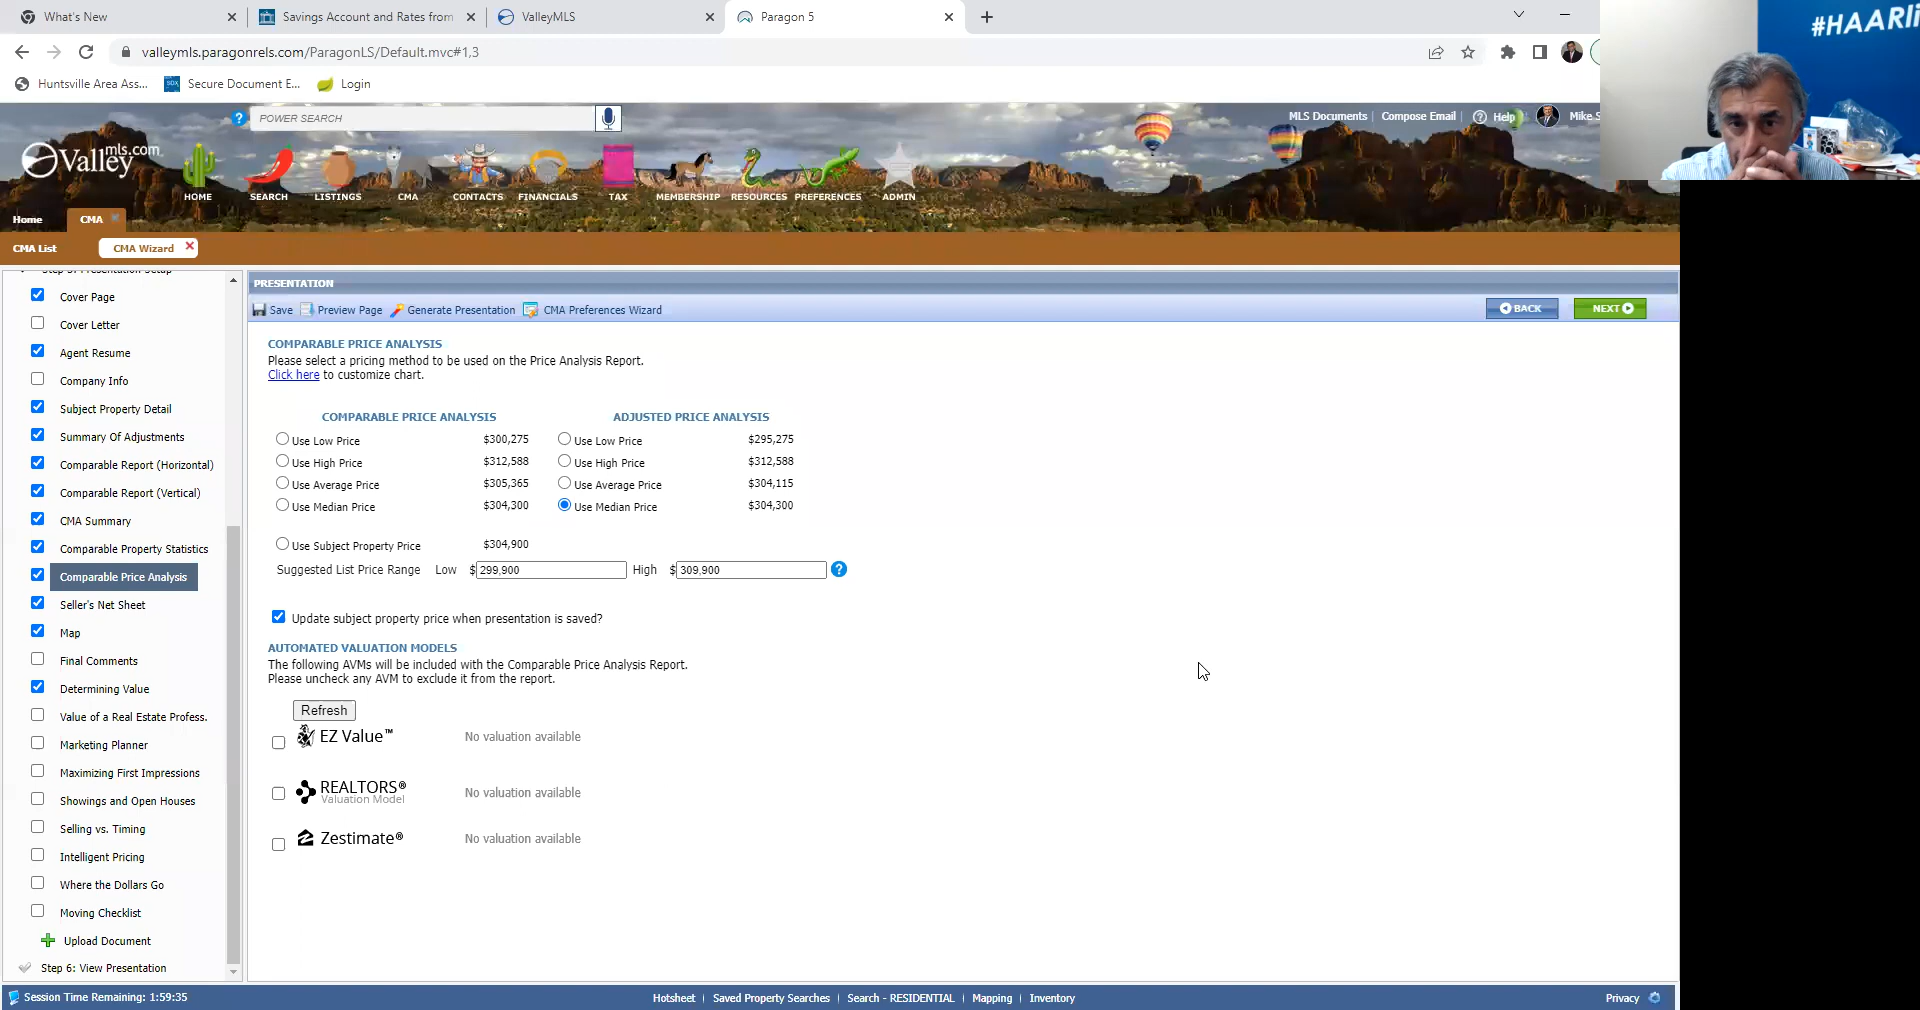 What's New
Savings Account and Rates from
ValleyMLS
Paragon 5
valleymls.paragonrels.com/ParagonLS/Default.mvc#1,3
Huntsville Area Ass...
Secure Document E...
Login
#HAARli
POWER SEARCH
MLS Documents | Compose Email | Help
Mike S
Valleymls.com
HOME
SEARCH
LISTINGS
CMA
CONTACTS
FINANCIALS
TAX
MEMBERSHIP
RESOURCES
PREFERENCES
ADMIN
Home
CMA
CMA List
CMA Wizard
Step 5: Presentation Setup
Cover Page
Cover Letter
Agent Resume
Company Info
Subject Property Detail
Summary Of Adjustments
Comparable Report (Horizontal)
Comparable Report (Vertical)
CMA Summary
Comparable Property Statistics
Comparable Price Analysis
Seller's Net Sheet
Map
Final Comments
Determining Value
Value of a Real Estate Profess.
Marketing Planner
Maximizing First Impressions
Showings and Open Houses
Selling vs. Timing
Intelligent Pricing
Where the Dollars Go
Moving Checklist
Upload Document
Step 6: View Presentation
PRESENTATION
Save Preview Page Generate Presentation CMA Preferences Wizard
BACK
NEXT
COMPARABLE PRICE ANALYSIS
Please select a pricing method to be used on the Price Analysis Report.
Click here to customize chart.
COMPARABLE PRICE ANALYSIS ADJUSTED PRICE ANALYSIS
Use Low Price $300,275 Use Low Price $295,275
Use High Price $312,588 Use High Price $312,588
Use Average Price $305,365 Use Average Price $304,115
Use Median Price $304,300 Use Median Price $304,300
Use Subject Property Price $304,900
Suggested List Price Range Low $ 299,900 High $ 309,900
Update subject property price when presentation is saved?
AUTOMATED VALUATION MODELS
The following AVMs will be included with the Comparable Price Analysis Report.
Please uncheck any AVM to exclude it from the report.
Refresh
EZ Value™ No valuation available
REALTORS® No valuation available
Valuation Model
Zestimate® No valuation available
Session Time Remaining: 1:59:35
Hotsheet | Saved Property Searches | Search - RESIDENTIAL | Mapping | Inventory
Privacy